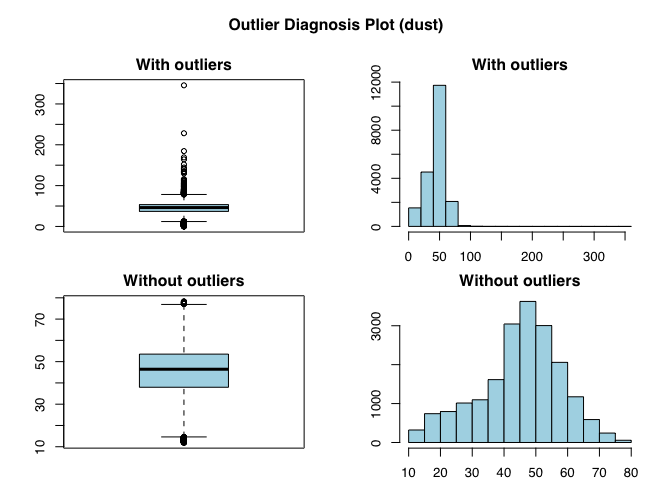 Outlier Diagnosis Plot (dust)
With outliers
With outliers
300
200
100
0
12000
8000
4000
0
0 50 100 200 300
Without outliers
Without outliers
70
50
30
10
3000
1000
0
10 20 30 40 50 60 70 80